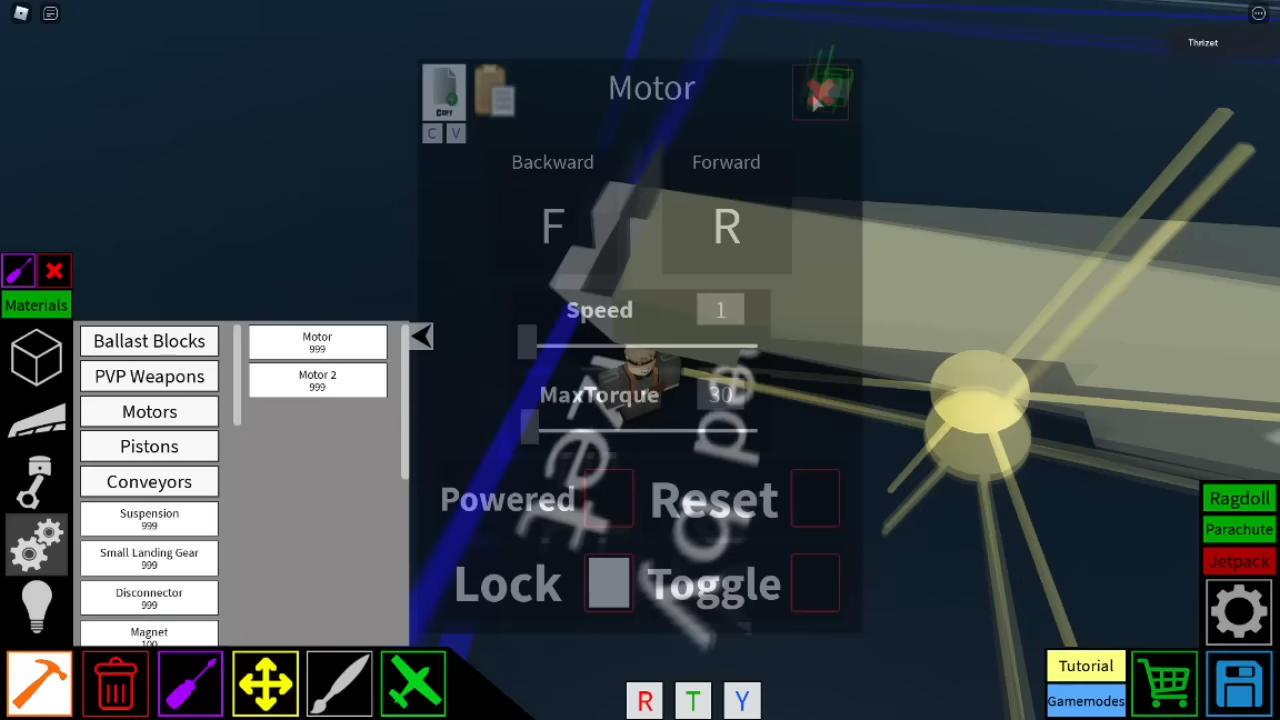 Thrizet
Motor
COPY
C V
Backward Forward
F R
Speed 1
MaxTorque 30
Powered Reset
Lock Toggle
Materials
Ballast Blocks
PVP Weapons
Motors
Pistons
Conveyors
Suspension
999
Small Landing Gear
999
Disconnector
999
Magnet
100
Motor
999
Motor 2
999
Ragdoll
Parachute
Jetpack
Tutorial
Gamemodes
R T Y